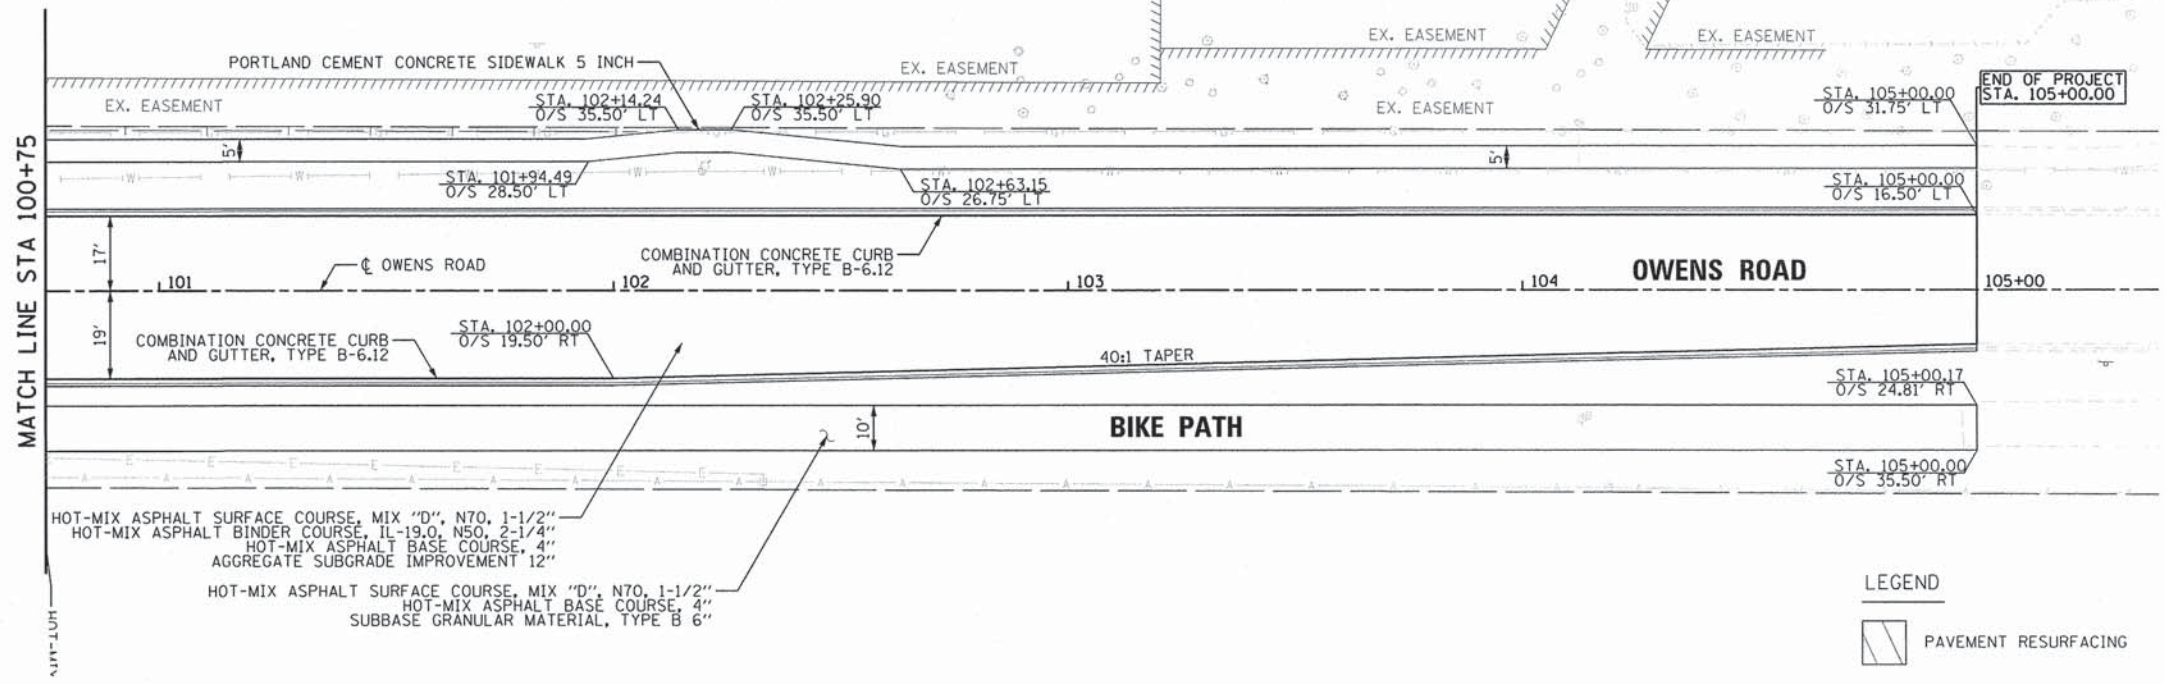 EX. EASEMENT
EX. EASEMENT
PORTLAND CEMENT CONCRETE SIDEWALK 5 INCH
EX. EASEMENT
END OF PROJECT
STA. 105+00.00
EX. EASEMENT
STA. 102+14.24
O/S 35.50' LT
STA. 102+25.90
O/S 35.50' LT
EX. EASEMENT
STA. 105+00.00
O/S 31.75' LT
MATCH LINE STA 100+75
5'
5'
STA. 101+94.49
O/S 28.50' LT
STA. 102+63.15
O/S 26.75' LT
STA. 105+00.00
O/S 16.50' LT
17'
℄ OWENS ROAD
COMBINATION CONCRETE CURB
AND GUTTER, TYPE B-6.12
OWENS ROAD
101
102
103
104
105+00
19'
COMBINATION CONCRETE CURB
AND GUTTER, TYPE B-6.12
STA. 102+00.00
O/S 19.50' RT
40:1 TAPER
STA. 105+00.17
O/S 24.81' RT
10'
BIKE PATH
STA. 105+00.00
O/S 35.50' RT
HOT-MIX ASPHALT SURFACE COURSE, MIX "D", N70, 1-1/2"
HOT-MIX ASPHALT BINDER COURSE, IL-19.0, N50, 2-1/4"
HOT-MIX ASPHALT BASE COURSE, 4"
AGGREGATE SUBGRADE IMPROVEMENT 12"
HOT-MIX ASPHALT SURFACE COURSE, MIX "D", N70, 1-1/2"
HOT-MIX ASPHALT BASE COURSE, 4"
SUBBASE GRANULAR MATERIAL, TYPE B 6"
LEGEND
PAVEMENT RESURFACING